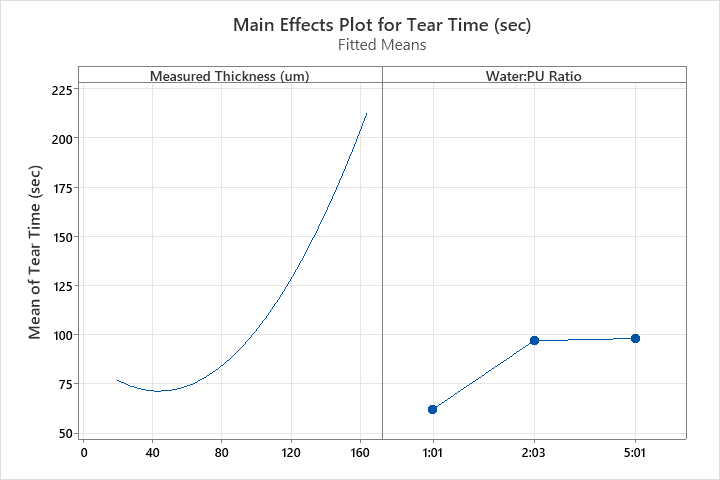 Main Effects Plot for Tear Time (sec)
Fitted Means
Measured Thickness (um)
Water:PU Ratio
Mean of Tear Time (sec)
225
200
175
150
125
100
75
50
0 40 80 120 160
1:01 2:03 5:01